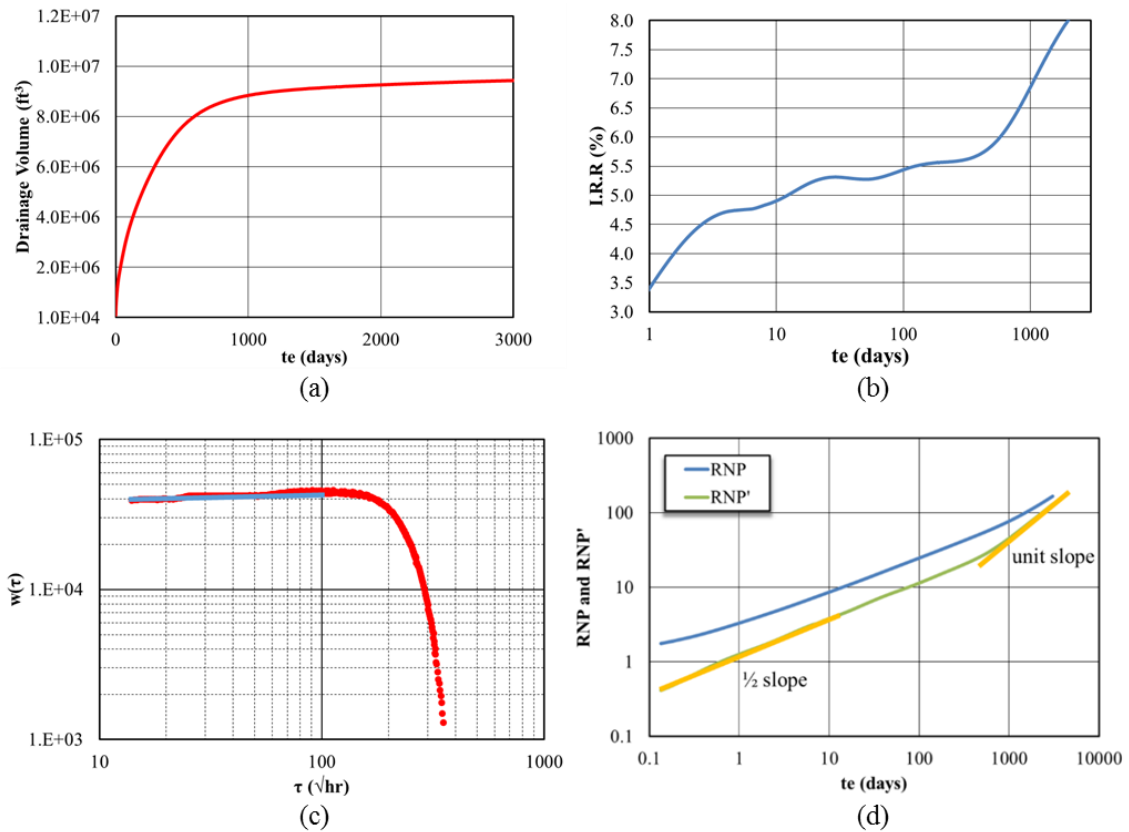 1.2E+07
1.0E+07
8.0E+06
6.0E+06
4.0E+06
2.0E+06
1.0E+04
Drainage Volume (ft³)
0 1000 2000 3000
te (days)
(a)
8.0
7.5
7.0
6.5
6.0
5.5
5.0
4.5
4.0
3.5
3.0
I.R.R (%)
1 10 100 1000
te (days)
(b)
1.E+05
1.E+04
1.E+03
w(τ)
10 100 1000
τ (√hr)
(c)
1000
100
10
1
0.1
RNP and RNP'
RNP
RNP'
unit slope
½ slope
0.1 1 10 100 1000 10000
te (days)
(d)